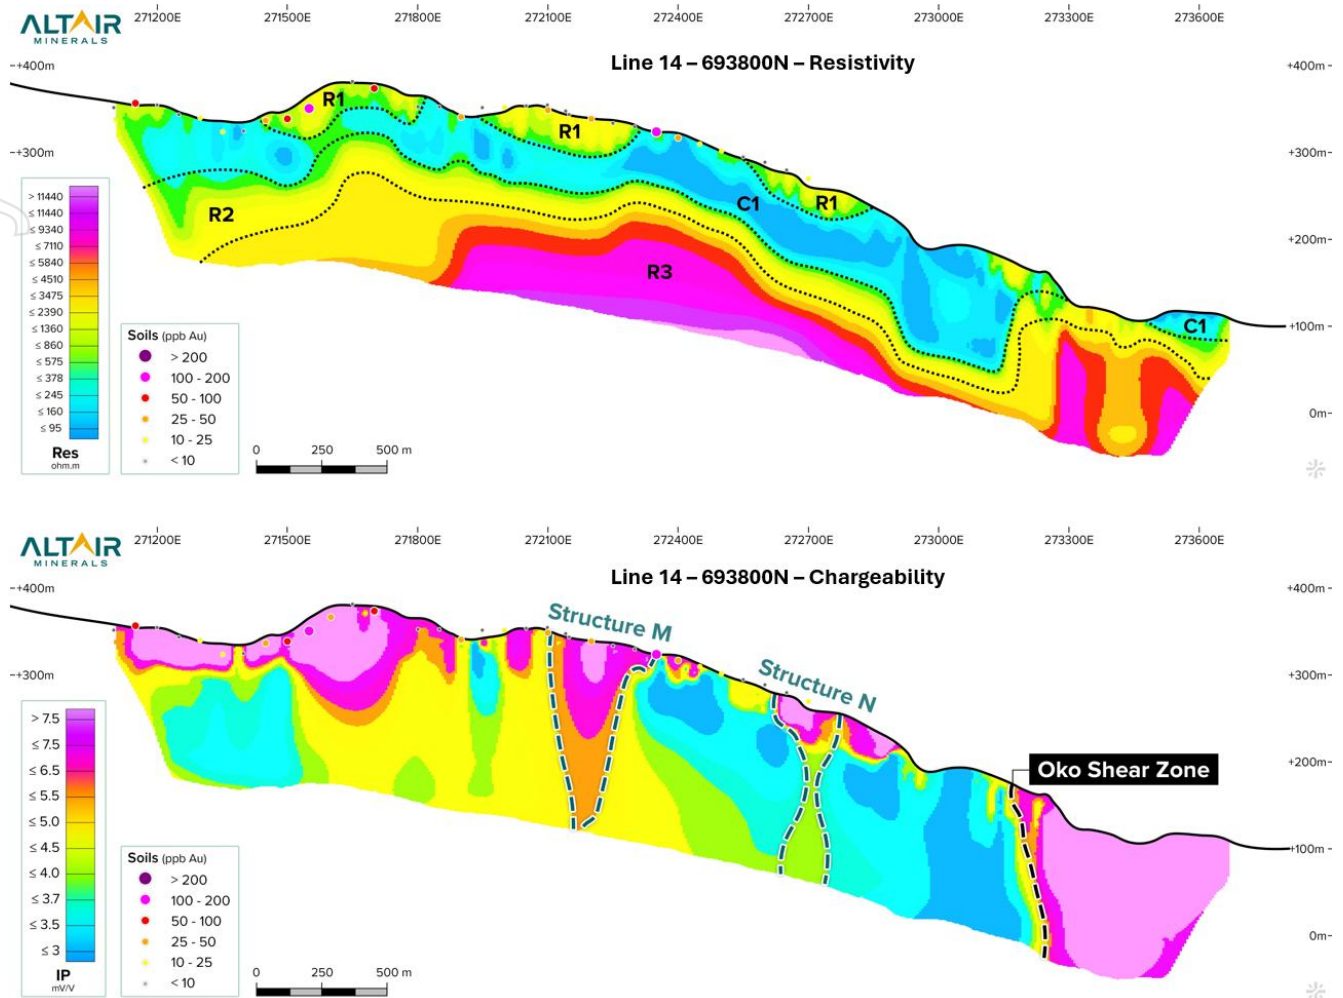 ALTAIR
MINERALS
271200E 271500E 271800E 272100E 272400E 272700E 273000E 273300E 273600E
Line 14 – 693800N – Resistivity
+400m +400m
+300m +300m
+200m
+100m
0m
R1
R1
R1
R2
C1
R3
C1
> 11440
≤ 11440
≤ 9340
≤ 7110
≤ 5840
≤ 4510
≤ 3475
≤ 2390
≤ 1360
≤ 860
≤ 575
≤ 378
≤ 245
≤ 160
≤ 95
Res
ohm.m
Soils (ppb Au)
> 200
100 - 200
50 - 100
25 - 50
10 - 25
< 10
0 250 500 m
ALTAIR
MINERALS
271200E 271500E 271800E 272100E 272400E 272700E 273000E 273300E 273600E
Line 14 – 693800N – Chargeability
+400m +400m
+300m +300m
+200m
+100m
0m
Structure M
Structure N
Oko Shear Zone
> 7.5
≤ 7.5
≤ 6.5
≤ 5.5
≤ 5.0
≤ 4.5
≤ 4.0
≤ 3.7
≤ 3.5
≤ 3
IP
mV/V
Soils (ppb Au)
> 200
100 - 200
50 - 100
25 - 50
10 - 25
< 10
0 250 500 m